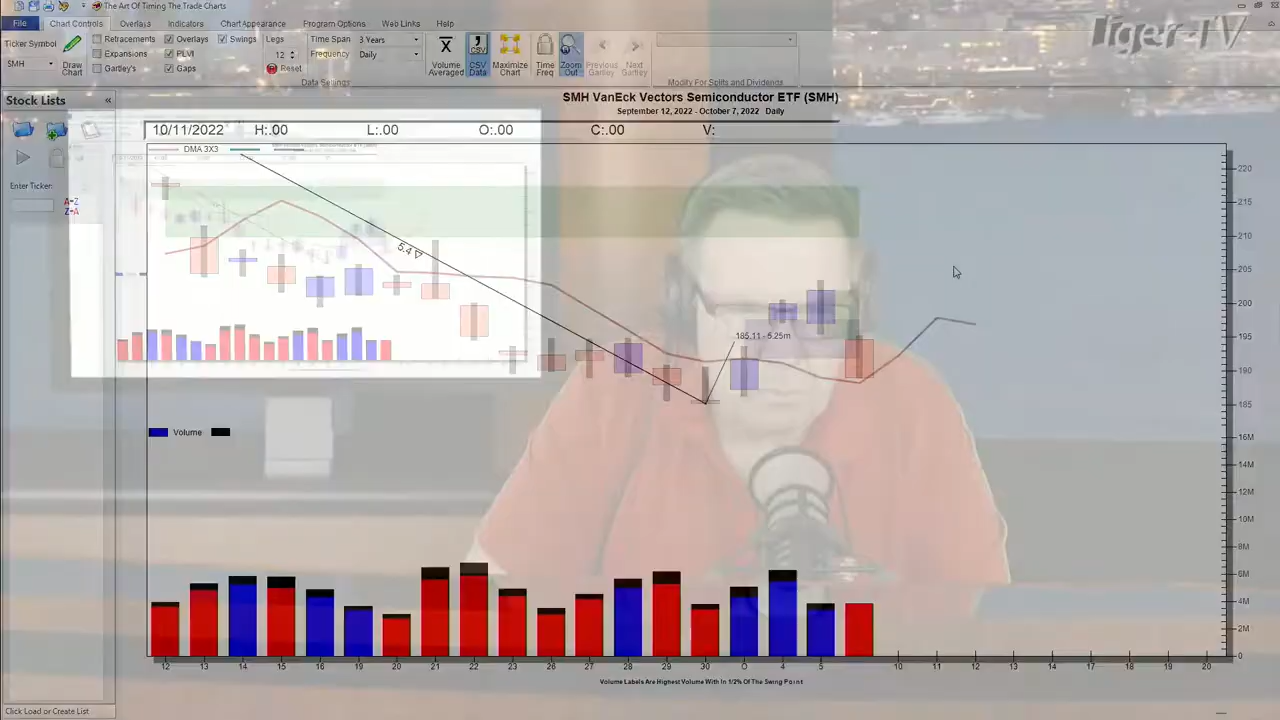 The Art Of Timing The Trade Charts
File Chart Controls Overlays Indicators Chart Appearance Program Options Web Links Help
Tiger-TV
Ticker Symbol
SMH
Draw
Chart
Retracements Overlays Swings
Expansions PLVI
Gartley's Gaps
Legs
12
Reset
Time Span 3 Years
Frequency Daily
Data Settings
Volume
Averaged
CSV
CSV
Data
Maximize
Chart
Time
Freq
Zoom
Out
Previous
Gartley
Next
Gartley
Modify For Splits and Dividends
Stock Lists «
SMH VanEck Vectors Semiconductor ETF (SMH)
September 12, 2022 - October 7, 2022 Daily
10/11/2022 H:.00 L:.00 O:.00 C:.00 V:
DMA 3X3
Enter Ticker:
A-Z
Z-A
5.4
185.11 - 5.25m
220
215
210
205
200
195
190
185
Volume
16M
14M
12M
10M
8M
6M
4M
2M
0
12 13 14 15 16 19 20 21 22 23 26 27 28 29 30 O 4 5 10 11 12 13 14 17 18 19 20
Volume Labels Are Highest Volume With In 1/2% Of The Swing Point
Click Load or Create List